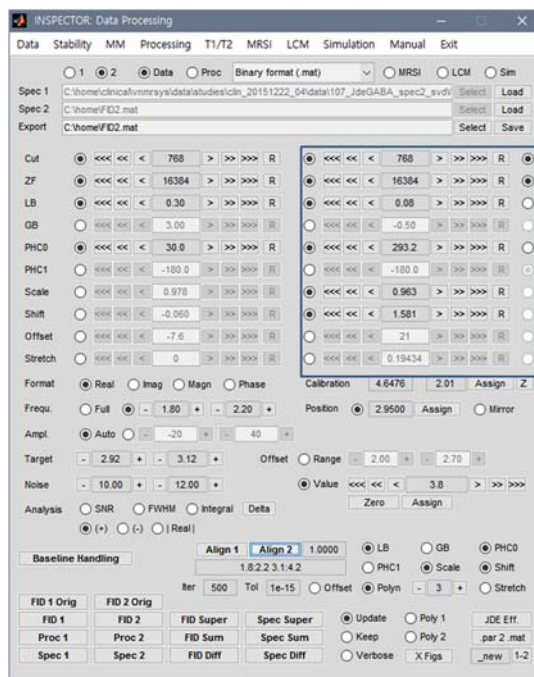 INSPECTOR: Data Processing
Data Stability MM Processing T1/T2 MRSI LCM Simulation Manual Exit
1 2 Data Proc Binary format (.mat) MRSI LCM Sim
Spec 1 C:\home\clinical\vnmrsys\data\studies\clin_20151222_04\data\107_JdeGABA_spec2_svd\ Select Load
Spec 2 C:\home\FID2.mat Select Load
Export C:\home\FID2.mat Select Save
Cut <<< << < 768 > >> >>> R <<< << < 768 > >> >>> R
ZF <<< << < 16384 > >> >>> R <<< << < 16384 > >> >>> R
LB <<< << < 0.30 > >> >>> R <<< << < 0.08 > >> >>> R
GB <<< << < 3.00 > >> >>> R <<< << < -0.50 > >> >>> R
PHC0 <<< << < 30.0 > >> >>> R <<< << < 293.2 > >> >>> R
PHC1 <<< << < -180.0 > >> >>> R <<< << < -180.0 > >> >>> R
Scale <<< << < 0.978 > >> >>> R <<< << < 0.963 > >> >>> R
Shift <<< << < -0.060 > >> >>> R <<< << < 1.581 > >> >>> R
Offset <<< << < -7.6 > >> >>> R <<< << < 21 > >> >>> R
Stretch <<< << < 0 > >> >>> R <<< << < 0.19434 > >> >>> R
Format Real Imag Magn Phase Calibration 4.6476 2.01 Assign Z
Frequ. Full - 1.80 + - 2.20 + Position 2.9500 Assign Mirror
Ampl. Auto - -20 + - 40 +
Target - 2.92 + - 3.12 + Offset Range - 2.00 + - 2.70 +
Noise - 10.00 + - 12.00 + Value <<< << < 3.8 > >> >>>
Analysis SNR FWHM Integral Delta Zero Assign
(+) (-) | Real |
Baseline Handling Align 1 Align 2 1.0000 LB GB PHC0
1.8:2.2 3.1:4.2 PHC1 Scale Shift
Iter 500 Tol 1e-15 Offset Polyn - 3 + Stretch
FID 1 Orig FID 2 Orig
FID 1 FID 2 FID Super Spec Super Update Poly 1 JDE Eff.
Proc 1 Proc 2 FID Sum Spec Sum Keep Poly 2 .par 2 .mat
Spec 1 Spec 2 FID Diff Spec Diff Verbose X Figs _new 1-2